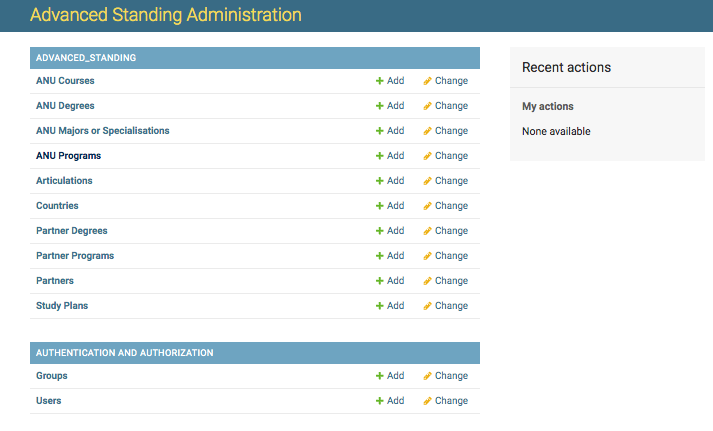 Advanced Standing Administration
ADVANCED_STANDING
ANU Courses + Add Change
ANU Degrees + Add Change
ANU Majors or Specialisations + Add Change
ANU Programs + Add Change
Articulations + Add Change
Countries + Add Change
Partner Degrees + Add Change
Partner Programs + Add Change
Partners + Add Change
Study Plans + Add Change
AUTHENTICATION AND AUTHORIZATION
Groups + Add Change
Users + Add Change
Recent actions
My actions
None available